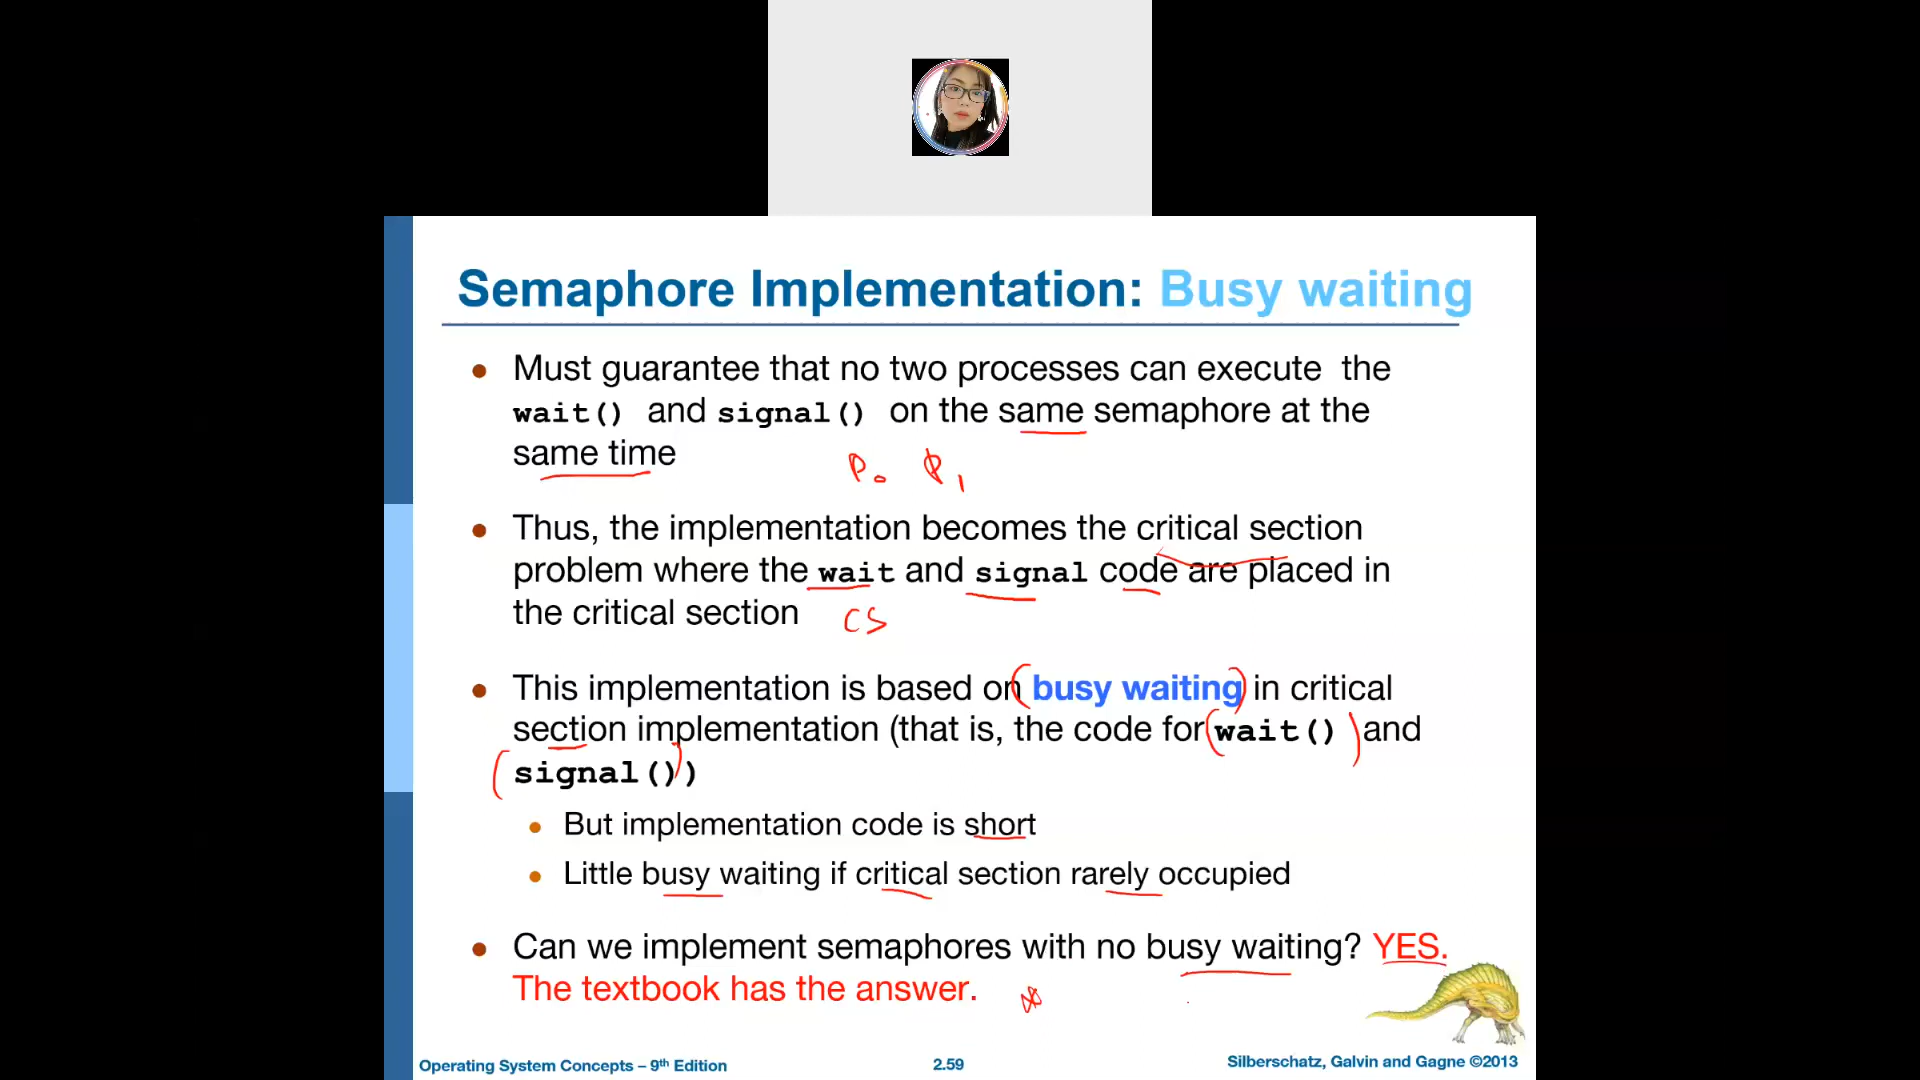 Semaphore Implementation: Busy waiting
Must guarantee that no two processes can execute the
wait() and signal() on the same semaphore at the
same time
P0 P1
Thus, the implementation becomes the critical section
problem where the wait and signal code are placed in
the critical section CS
This implementation is based on busy waiting in critical
section implementation (that is, the code for wait() and
signal())
But implementation code is short
Little busy waiting if critical section rarely occupied
Can we implement semaphores with no busy waiting? YES.
The textbook has the answer.
Operating System Concepts – 9th Edition 2.59 Silberschatz, Galvin and Gagne ©2013